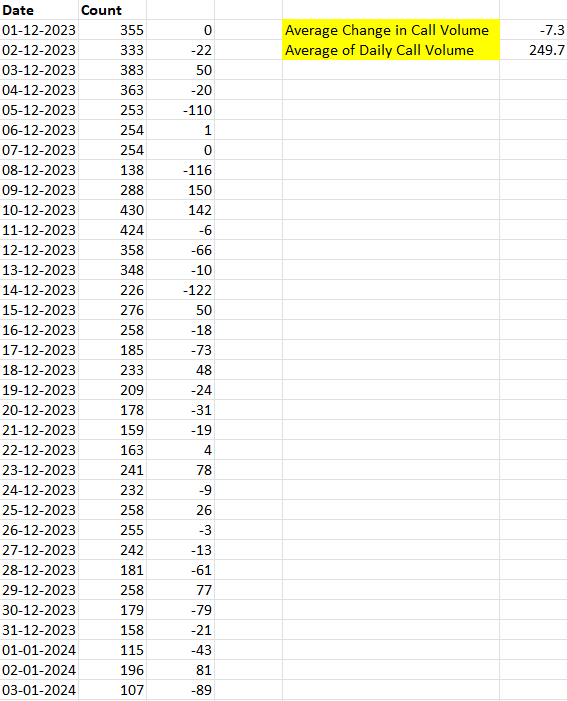 Date Count
01-12-2023 355 0 Average Change in Call Volume -7.3
02-12-2023 333 -22 Average of Daily Call Volume 249.7
03-12-2023 383 50
04-12-2023 363 -20
05-12-2023 253 -110
06-12-2023 254 1
07-12-2023 254 0
08-12-2023 138 -116
09-12-2023 288 150
10-12-2023 430 142
11-12-2023 424 -6
12-12-2023 358 -66
13-12-2023 348 -10
14-12-2023 226 -122
15-12-2023 276 50
16-12-2023 258 -18
17-12-2023 185 -73
18-12-2023 233 48
19-12-2023 209 -24
20-12-2023 178 -31
21-12-2023 159 -19
22-12-2023 163 4
23-12-2023 241 78
24-12-2023 232 -9
25-12-2023 258 26
26-12-2023 255 -3
27-12-2023 242 -13
28-12-2023 181 -61
29-12-2023 258 77
30-12-2023 179 -79
31-12-2023 158 -21
01-01-2024 115 -43
02-01-2024 196 81
03-01-2024 107 -89